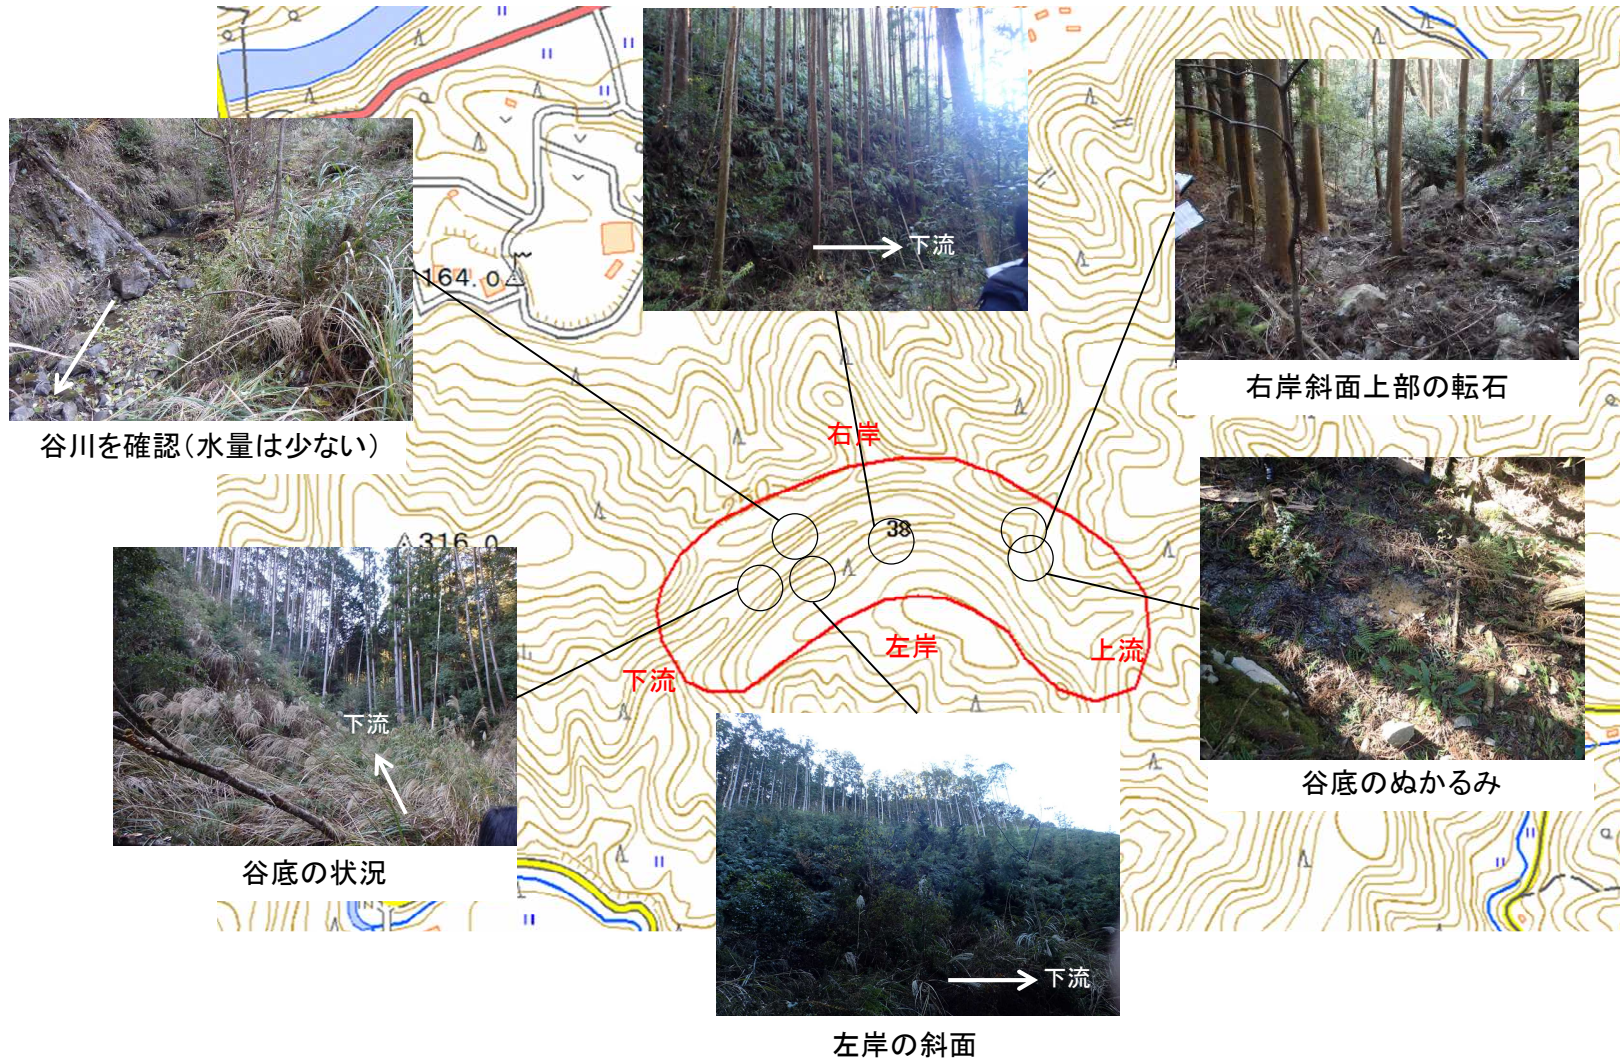 下流
右岸斜面上部の転石
164.0
谷川を確認(水量は少ない)
右岸
38
316.0
左岸
上流
下流
下流
谷底のぬかるみ
谷底の状況
下流
左岸の斜面